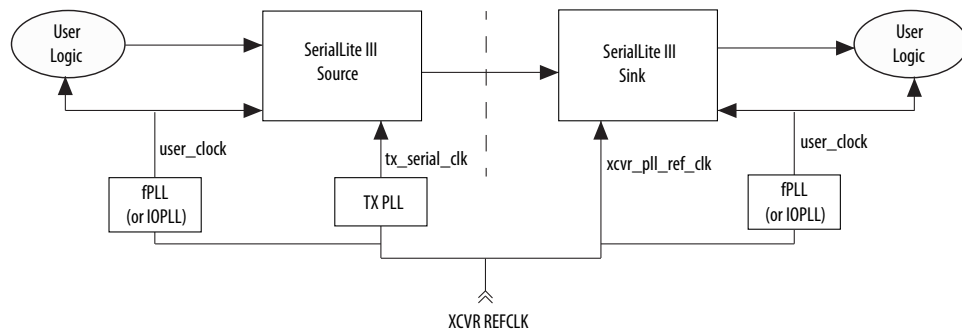 User
Logic
SerialLite III
Source
SerialLite III
Sink
User
Logic
user_clock
tx_serial_clk
xcvr_pll_ref_clk
user_clock
fPLL
(or IOPLL)
TX PLL
fPLL
(or IOPLL)
XCVR REFCLK